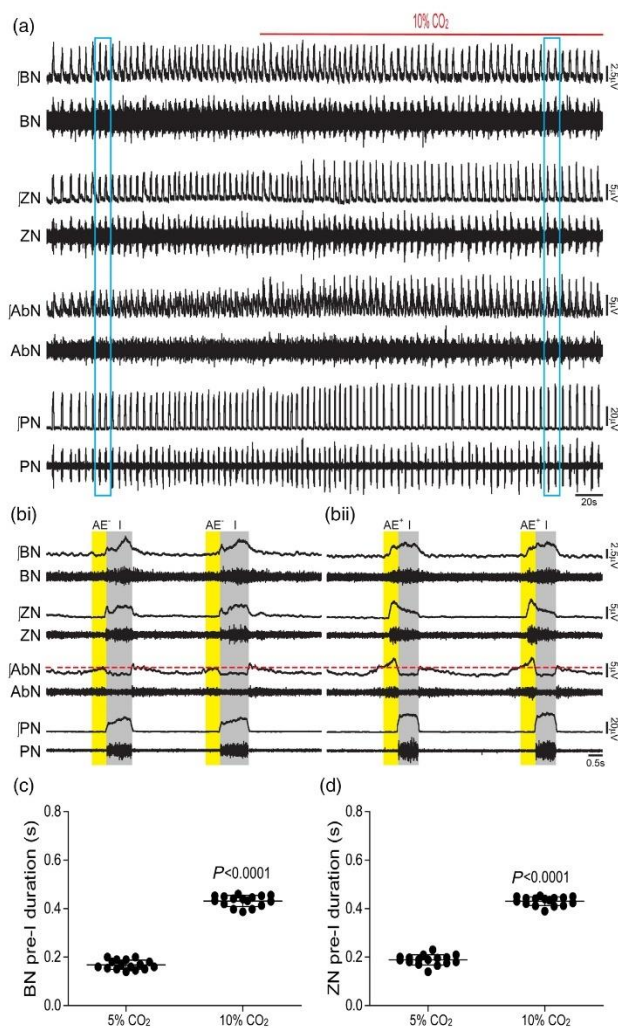 (a)
10% CO₂
∫BN
2.5µV
BN
∫ZN
5µV
ZN
∫AbN
5µV
AbN
∫PN
20µV
PN
20s
(bi)
AE⁻ I
AE⁻ I
(bii)
AE⁺ I
AE⁺ I
∫BN
2.5µV
BN
∫ZN
5µV
ZN
∫AbN
5µV
AbN
∫PN
20µV
PN
0.5s
(c)
BN pre-I duration (s)
0.8
0.6
0.4
0.2
0.0
P<0.0001
5% CO₂
10% CO₂
(d)
ZN pre-I duration (s)
0.8
0.6
0.4
0.2
0.0
P<0.0001
5% CO₂
10% CO₂